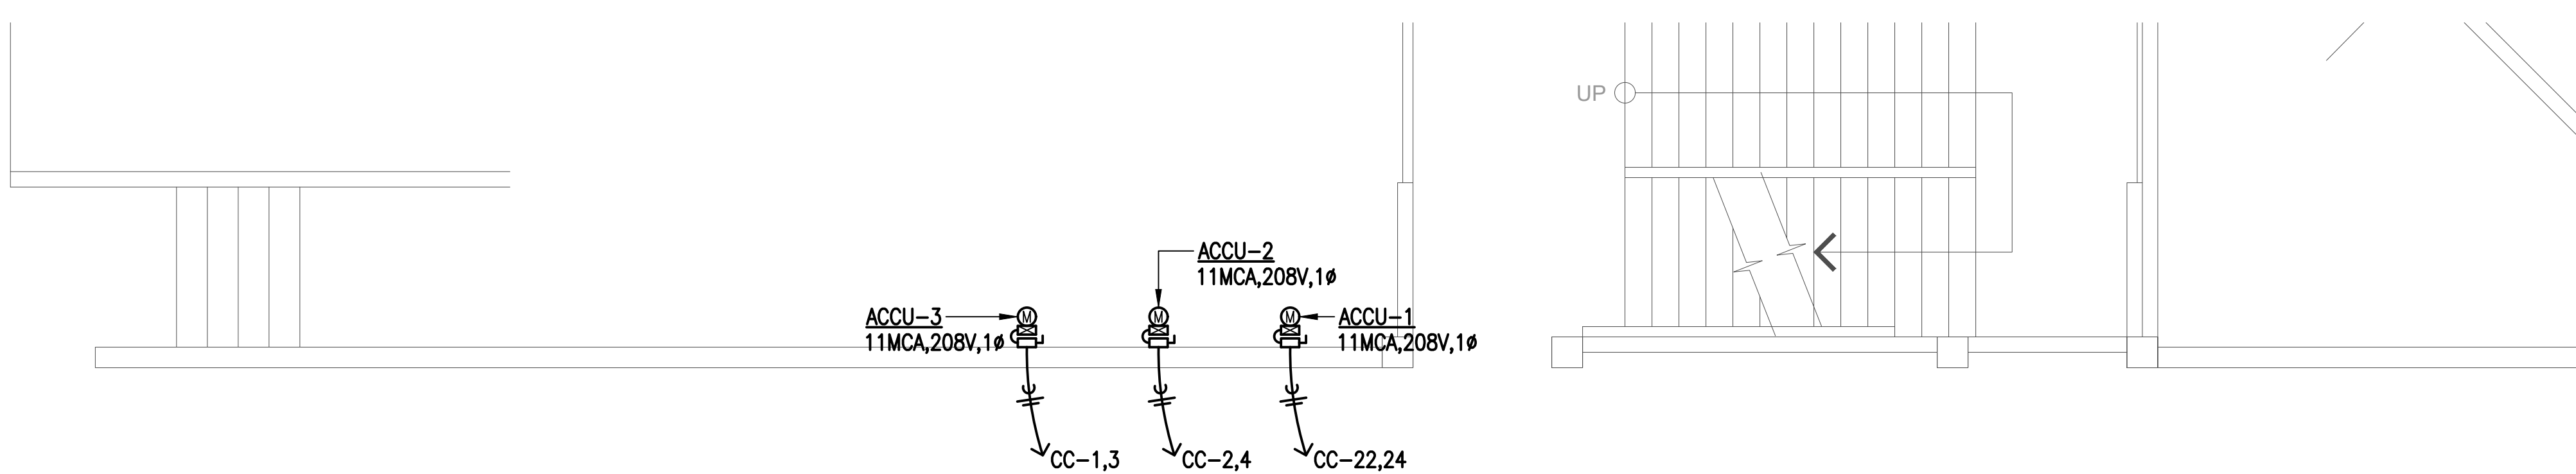 UP
ACCU-2
11MCA,208V,1ø
ACCU-3
11MCA,208V,1ø
M
M
M
ACCU-1
11MCA,208V,1ø
CC-1,3
CC-2,4
CC-22,24